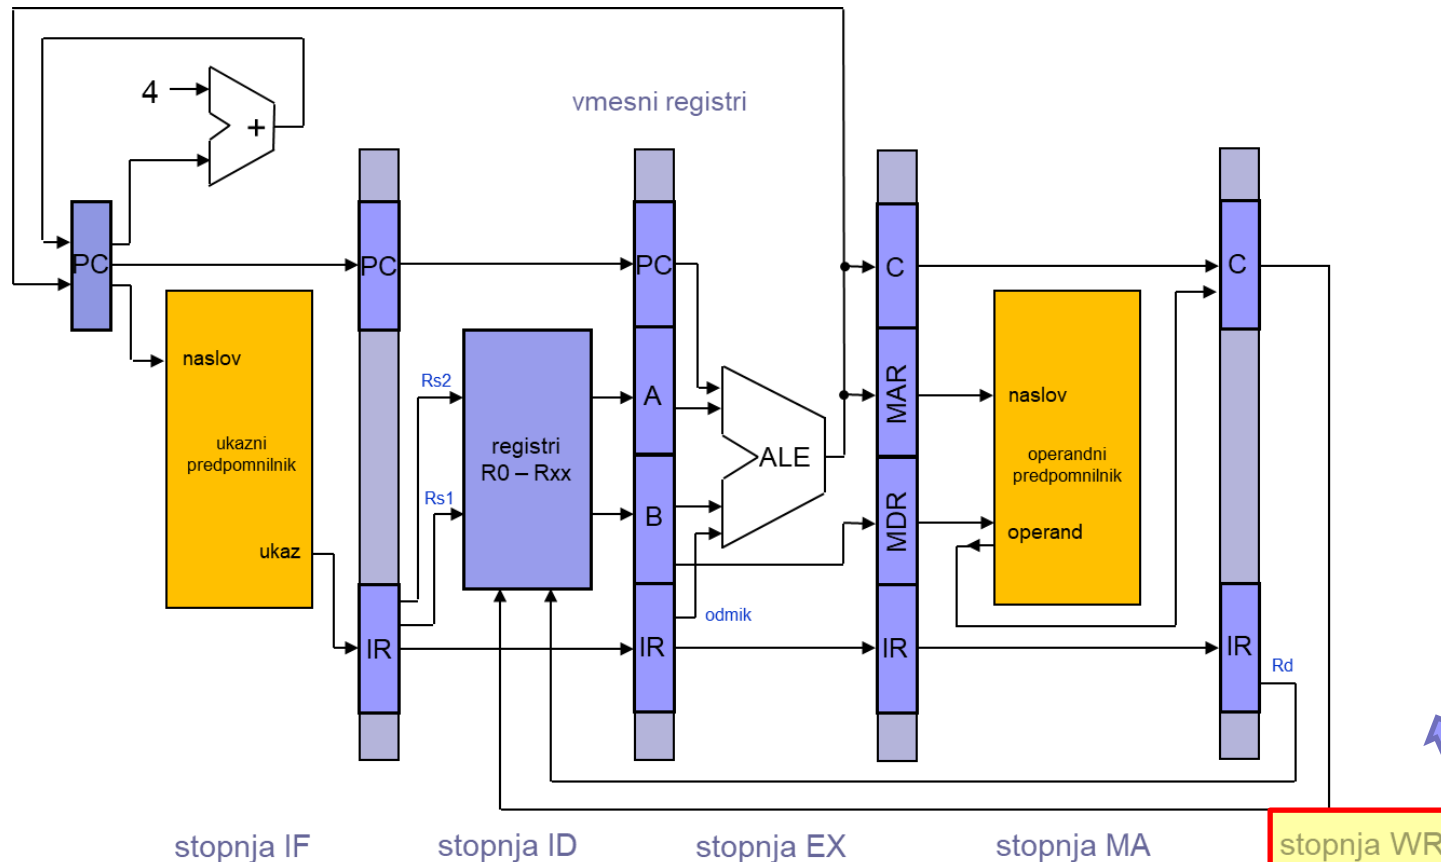 4
+
vmesni registri
PC
PC
PC
C
C
naslov
ukazni
predpomnilnik
ukaz
Rs2
Rs1
registri
R0 – Rxx
A
B
ALE
MAR
MDR
naslov
operandni
predpomnilnik
operand
odmik
IR
IR
IR
IR
Rd
stopnja IF
stopnja ID
stopnja EX
stopnja MA
stopnja WR